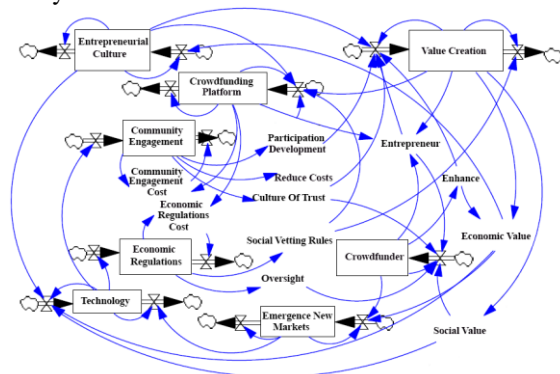 Entrepreneurial
Culture
Value Creation
Crowdfunding
Platform
Community
Engagement
Participation
Development
Entrepreneur
Community
Engagement
Cost
Reduce Costs
Enhance
Culture Of Trust
Economic
Regulations
Cost
Economic Value
Social Vetting Rules
Economic
Regulations
Crowdfunder
Oversight
Technology
Emergence New
Markets
Social Value